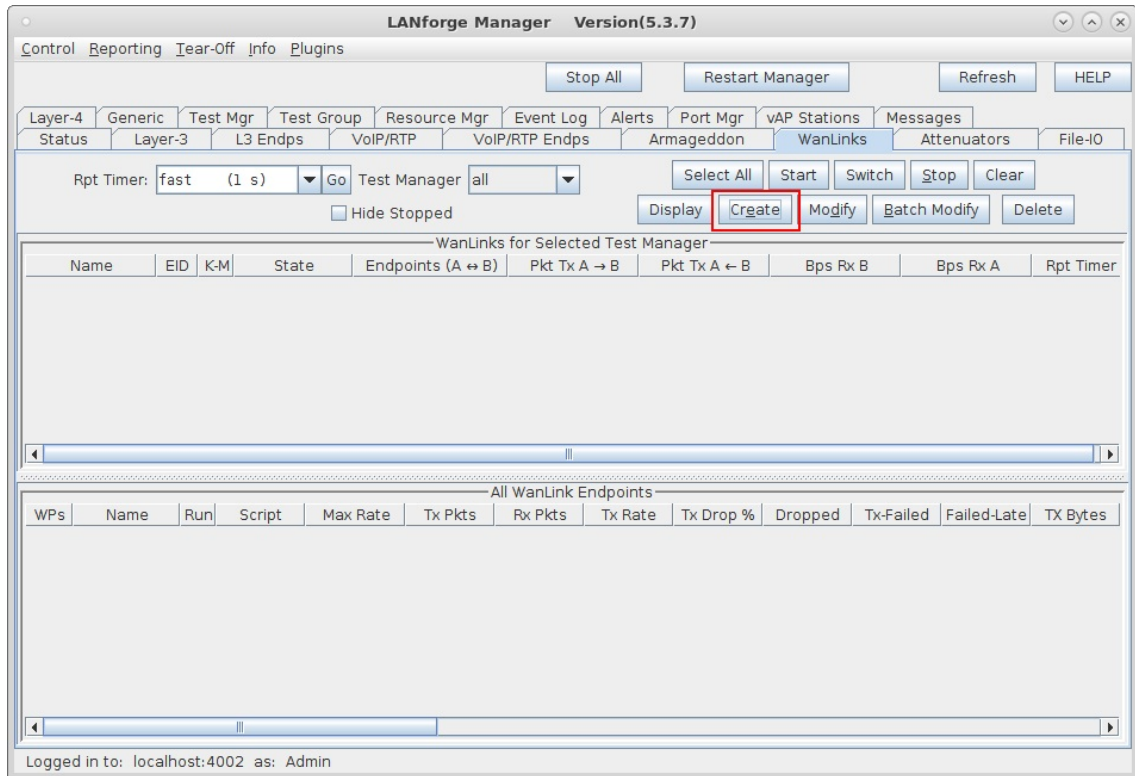 LANforge Manager Version(5.3.7)
Control Reporting Tear-Off Info Plugins
Stop All Restart Manager Refresh HELP
Layer-4 Generic Test Mgr Test Group Resource Mgr Event Log Alerts Port Mgr vAP Stations Messages
Status Layer-3 L3 Endps VoIP/RTP VoIP/RTP Endps Armageddon WanLinks Attenuators File-IO
Rpt Timer: fast (1 s) Go Test Manager all Select All Start Switch Stop Clear
Hide Stopped Display Create Modify Batch Modify Delete
WanLinks for Selected Test Manager
Name EID K-M State Endpoints (A ↔ B) Pkt Tx A → B Pkt Tx A ← B Bps Rx B Bps Rx A Rpt Timer
All WanLink Endpoints
WPs Name Run Script Max Rate Tx Pkts Rx Pkts Tx Rate Tx Drop % Dropped Tx-Failed Failed-Late TX Bytes
Logged in to: localhost:4002 as: Admin